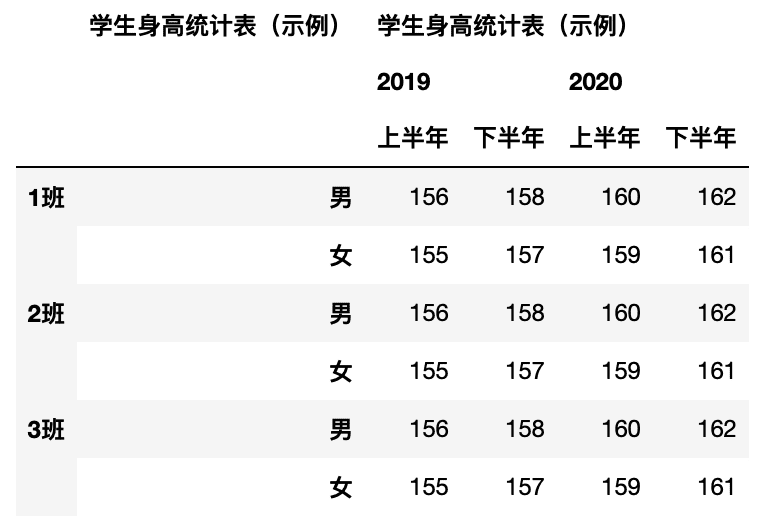 学生身高统计表（示例） 学生身高统计表（示例）
2019 2020
上半年 下半年 上半年 下半年
1班 男 156 158 160 162
女 155 157 159 161
2班 男 156 158 160 162
女 155 157 159 161
3班 男 156 158 160 162
女 155 157 159 161